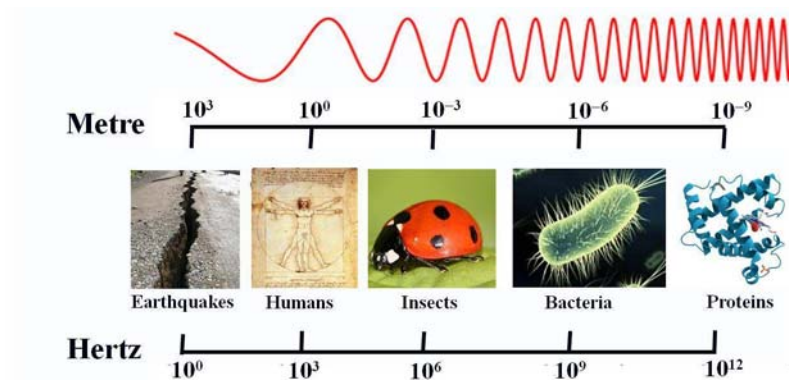 10³ 10⁰ 10⁻³ 10⁻⁶ 10⁻⁹
Metre
Earthquakes Humans Insects Bacteria Proteins
Hertz
10⁰ 10³ 10⁶ 10⁹ 10¹²